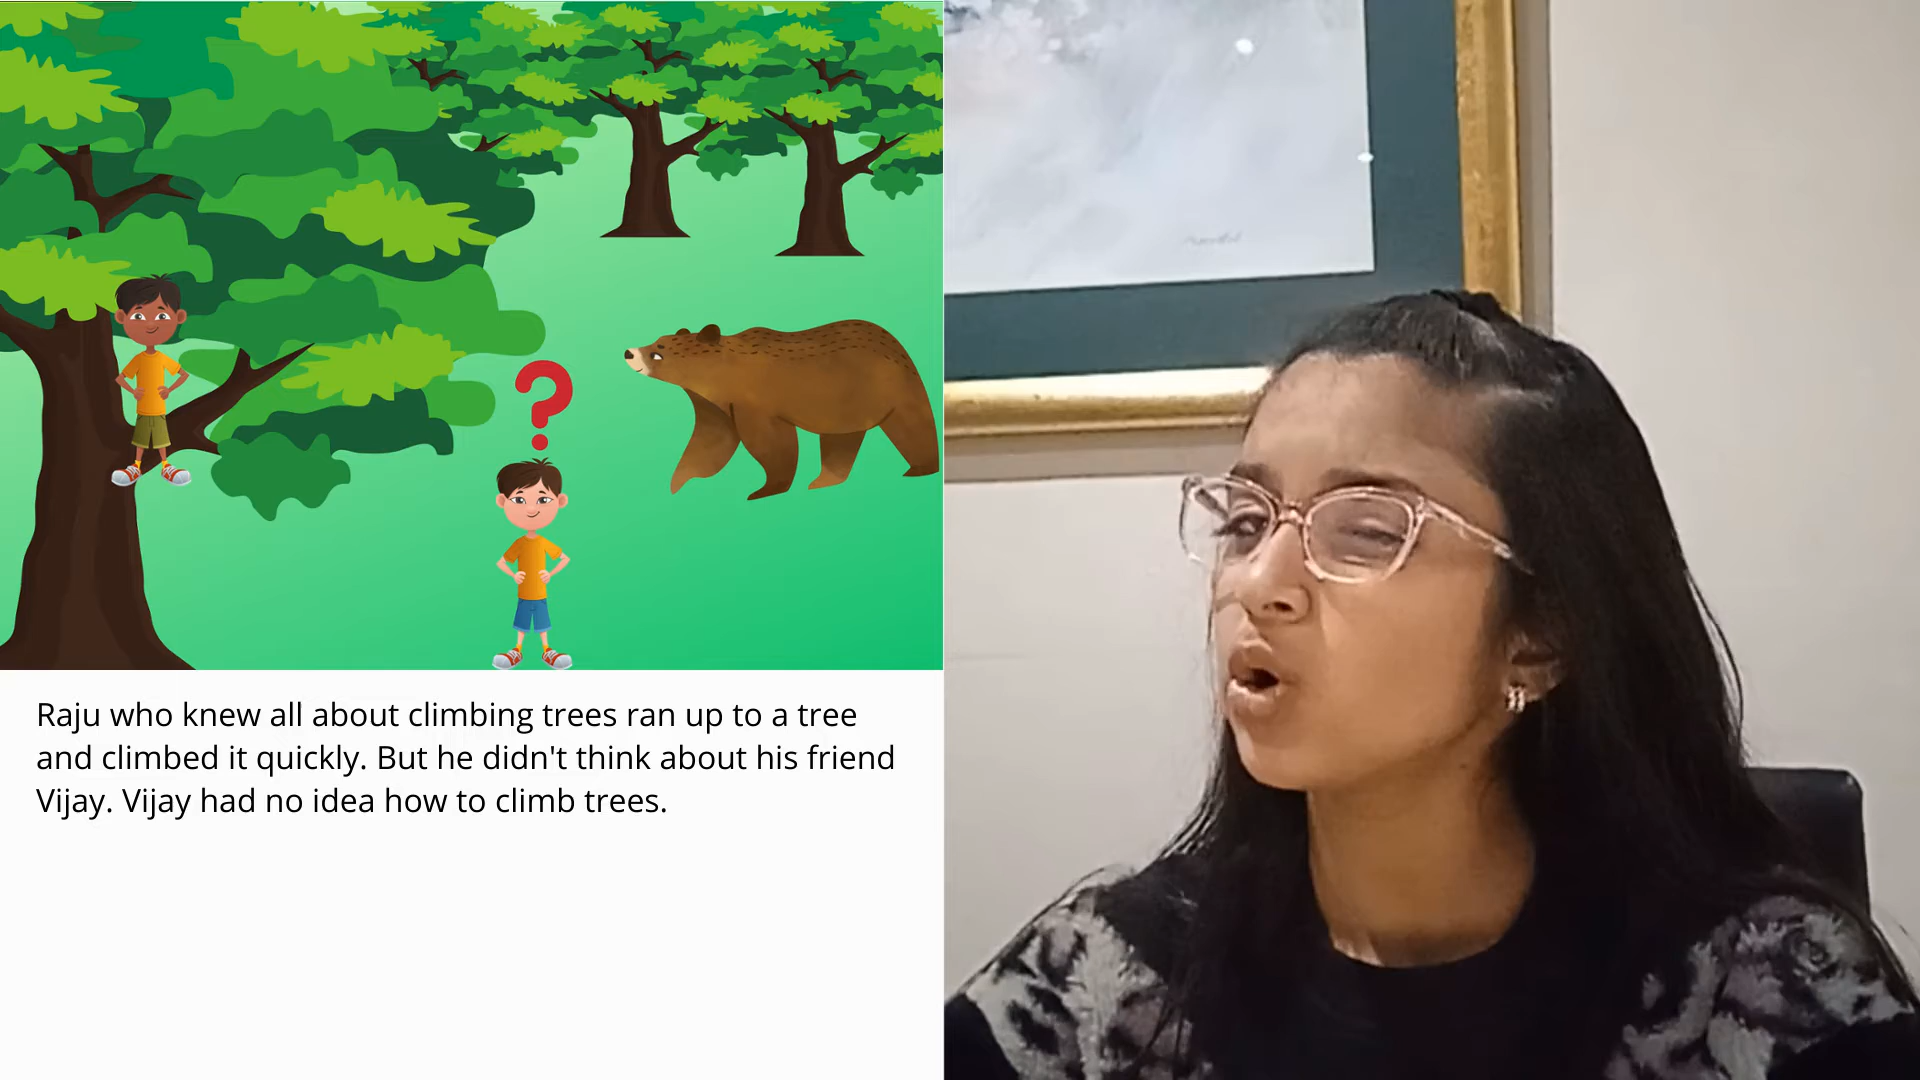 Raju who knew all about climbing trees ran up to a tree
and climbed it quickly. But he didn't think about his friend
Vijay. Vijay had no idea how to climb trees.